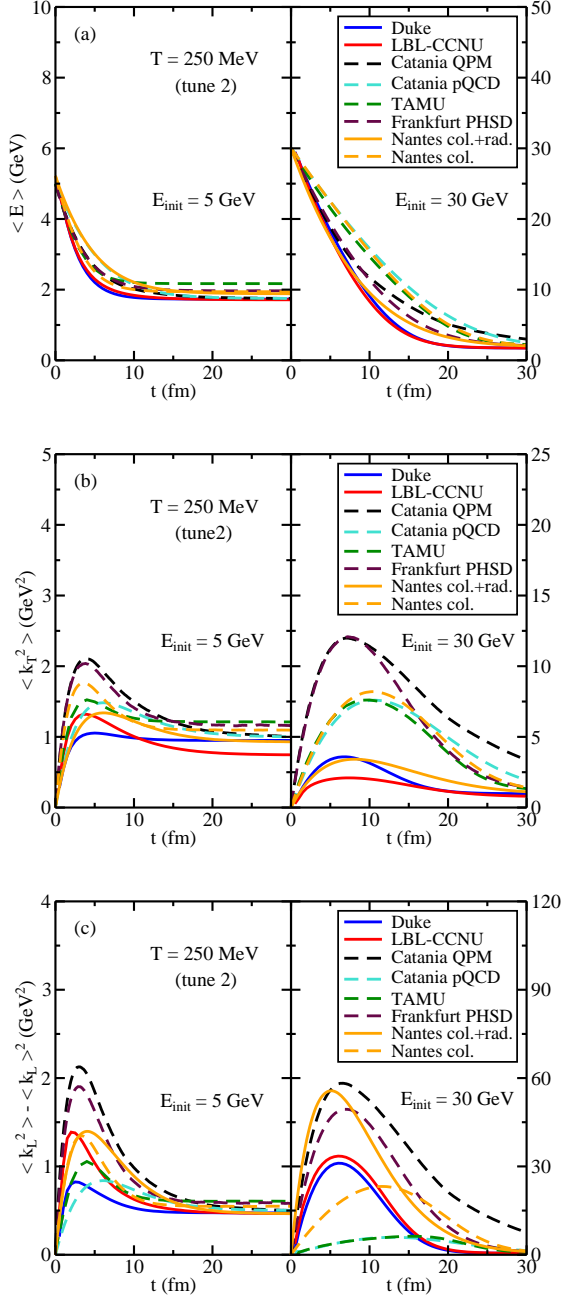 (a)
T = 250 MeV
(tune 2)
E_init = 5 GeV
< E > (GeV)
10
8
6
4
2
0
0
10
20
t (fm)
Duke
LBL-CCNU
Catania QPM
Catania pQCD
TAMU
Frankfurt PHSD
Nantes col.+rad.
Nantes col.
E_init = 30 GeV
50
40
30
20
10
0
0
10
20
30
t (fm)
(b)
T = 250 MeV
(tune2)
E_init = 5 GeV
< k_T^2 > (GeV^2)
5
4
3
2
1
0
0
10
20
t (fm)
Duke
LBL-CCNU
Catania QPM
Catania pQCD
TAMU
Frankfurt PHSD
Nantes col.+rad.
Nantes col.
E_init = 30 GeV
25
20
15
10
5
0
0
10
20
30
t (fm)
(c)
T = 250 MeV
(tune 2)
E_init = 5 GeV
< k_L^2 > - < k_L >^2 (GeV^2)
4
3
2
1
0
0
10
20
t (fm)
Duke
LBL-CCNU
Catania QPM
Catania pQCD
TAMU
Frankfurt PHSD
Nantes col.+rad.
Nantes col.
E_init = 30 GeV
120
90
60
30
0
0
10
20
30
t (fm)